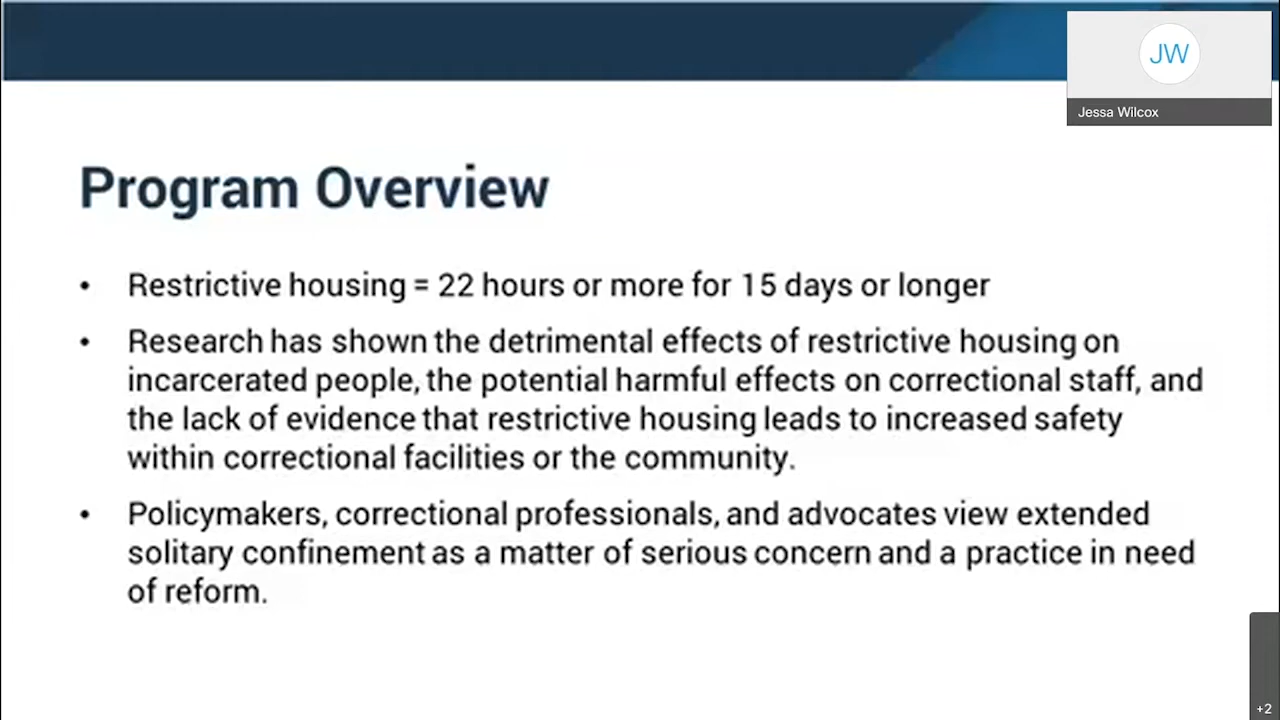 JW
Jessa Wilcox
Program Overview
• Restrictive housing = 22 hours or more for 15 days or longer
• Research has shown the detrimental effects of restrictive housing on
incarcerated people, the potential harmful effects on correctional staff, and
the lack of evidence that restrictive housing leads to increased safety
within correctional facilities or the community.
• Policymakers, correctional professionals, and advocates view extended
solitary confinement as a matter of serious concern and a practice in need
of reform.
+2